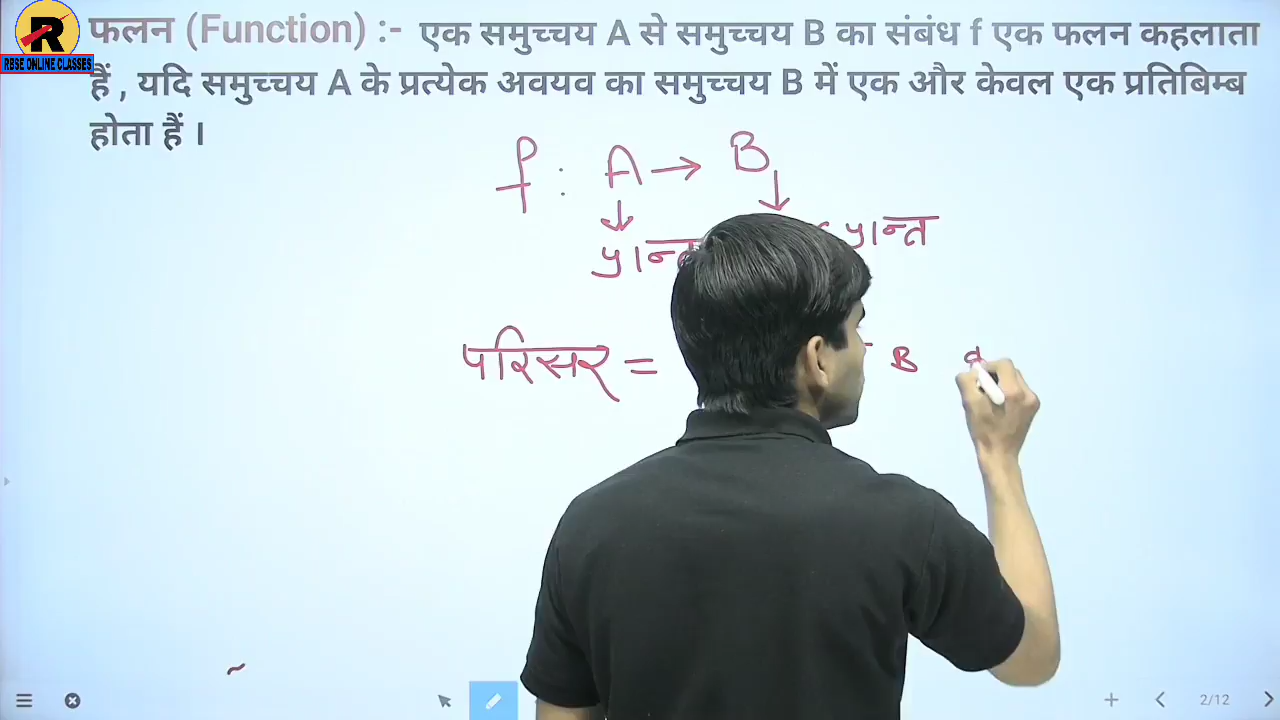 R
RBSE ONLINE CLASSES
फलन (Function) :- एक समुच्चय A से समुच्चय B का संबंध f एक फलन कहलाता
हैं , यदि समुच्चय A के प्रत्येक अवयव का समुच्चय B में एक और केवल एक प्रतिबिम्ब
होता हैं ।
f : A → B
प्रान्त प्रान्त
परिसर = B
2/12